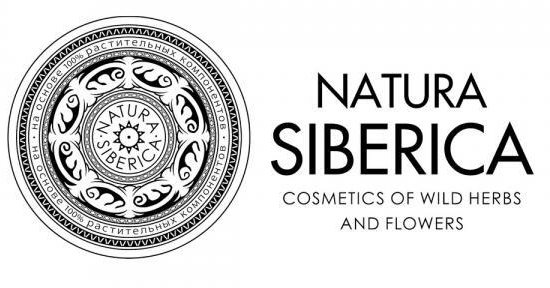 на основе 100% растительных компонентов - на основе 100% растительных компонентов -
NATURA
SIBERICA
NATURA
SIBERICA
COSMETICS OF WILD HERBS
AND FLOWERS